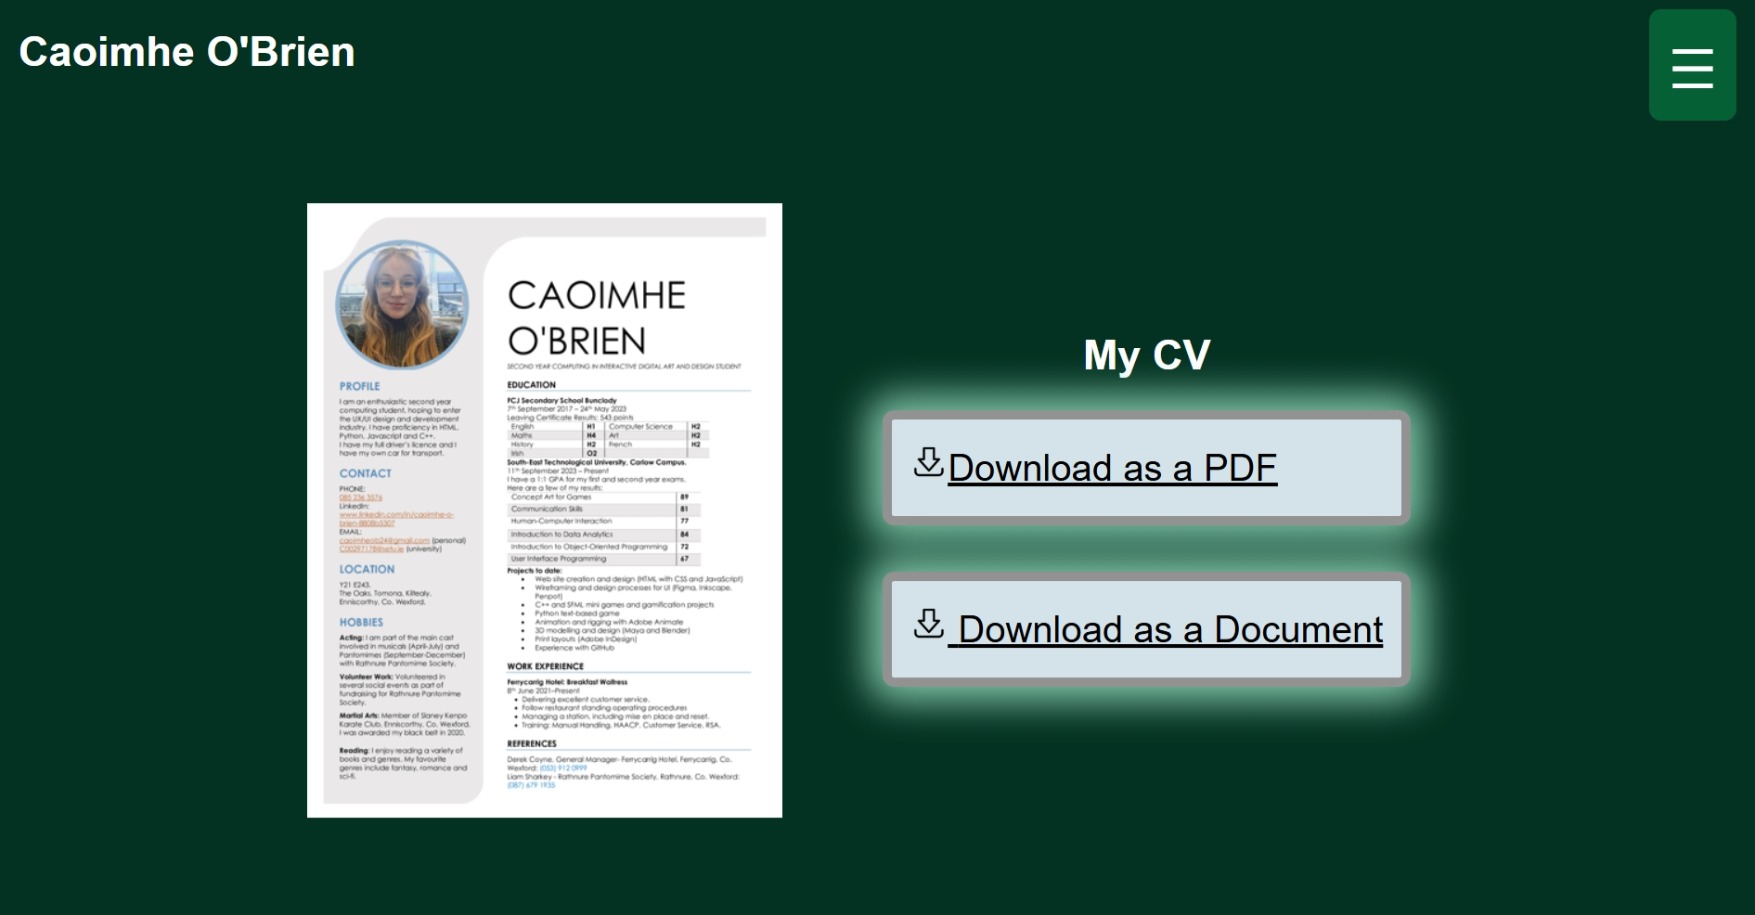 Caoimhe O'Brien
CAOIMHE
O'BRIEN
SECOND YEAR COMPUTING IN INTERACTIVE DIGITAL ART AND DESIGN STUDENT
PROFILE
I am an enthusiastic second year
computing student, hoping to enter
the UX/UI design and development
industry. I have proficiency in HTML,
Python, Javascript and C++.
I have my full driver's licence and I
have my own car for transport.
CONTACT
PHONE:
085 236 3576
LinkedIn:
www.linkedin.com/in/caoimhe-o-
EMAIL:
(personal)
(university)
LOCATION
Y21 E243,
The Oaks, Tomona, Kiltealy,
Enniscorthy, Co. Wexford.
HOBBIES
Acting: I am part of the main cast
involved in musicals (April-July) and
Pantomimes (September-December)
with Rathnure Pantomime Society.
Volunteer Work: Volunteered in
several social events as part of
fundraising for Rathnure Pantomime
Society.
Martial Arts: Member of Slaney Kenpo
Karate Club, Enniscorthy, Co. Wexford.
I was awarded my black belt in 2020.
Reading: I enjoy reading a variety of
books and genres. My favourite
genres include fantasy, romance and
sci-fi.
EDUCATION
FCJ Secondary School Bunclody
7th September 2017 – 24th May 2023
Leaving Certificate Results: 543 points
English H1 Computer Science H2
Maths H4 Art H2
History H2 French H2
Irish O2
South-East Technological University, Carlow Campus.
11th September 2023 – Present
I have a 1:1 GPA for my first and second year exams.
Here are a few of my results:
Concept Art for Games 89
Communication Skills 81
Human-Computer Interaction 77
Introduction to Data Analytics 84
Introduction to Object-Oriented Programming 72
User Interface Programming 67
Projects to date:
• Web site creation and design (HTML with CSS and JavaScript)
• Wireframing and design processes for UI (Figma, Inkscape,
Penpot)
• C++ and SFML mini games and gamification projects
• Python text-based game
• Animation and rigging with Adobe Animate
• 3D modelling and design (Maya and Blender)
• Print layouts (Adobe InDesign)
• Experience with GitHub
WORK EXPERIENCE
Ferrycarrig Hotel: Breakfast Waitress
8th June 2021–Present
• Delivering excellent customer service.
• Follow restaurant standing operating procedures
• Managing a station, including mise en place and reset.
• Training: Manual Handling, HAACP, Customer Service, RSA.
REFERENCES
Derek Coyne, General Manager- Ferrycarrig Hotel, Ferrycarrig, Co.
Wexford: (053) 912 0999
Liam Sharkey - Rathnure Pantomime Society, Rathnure, Co. Wexford:
(087) 679 1935
My CV
Download as a PDF
Download as a Document